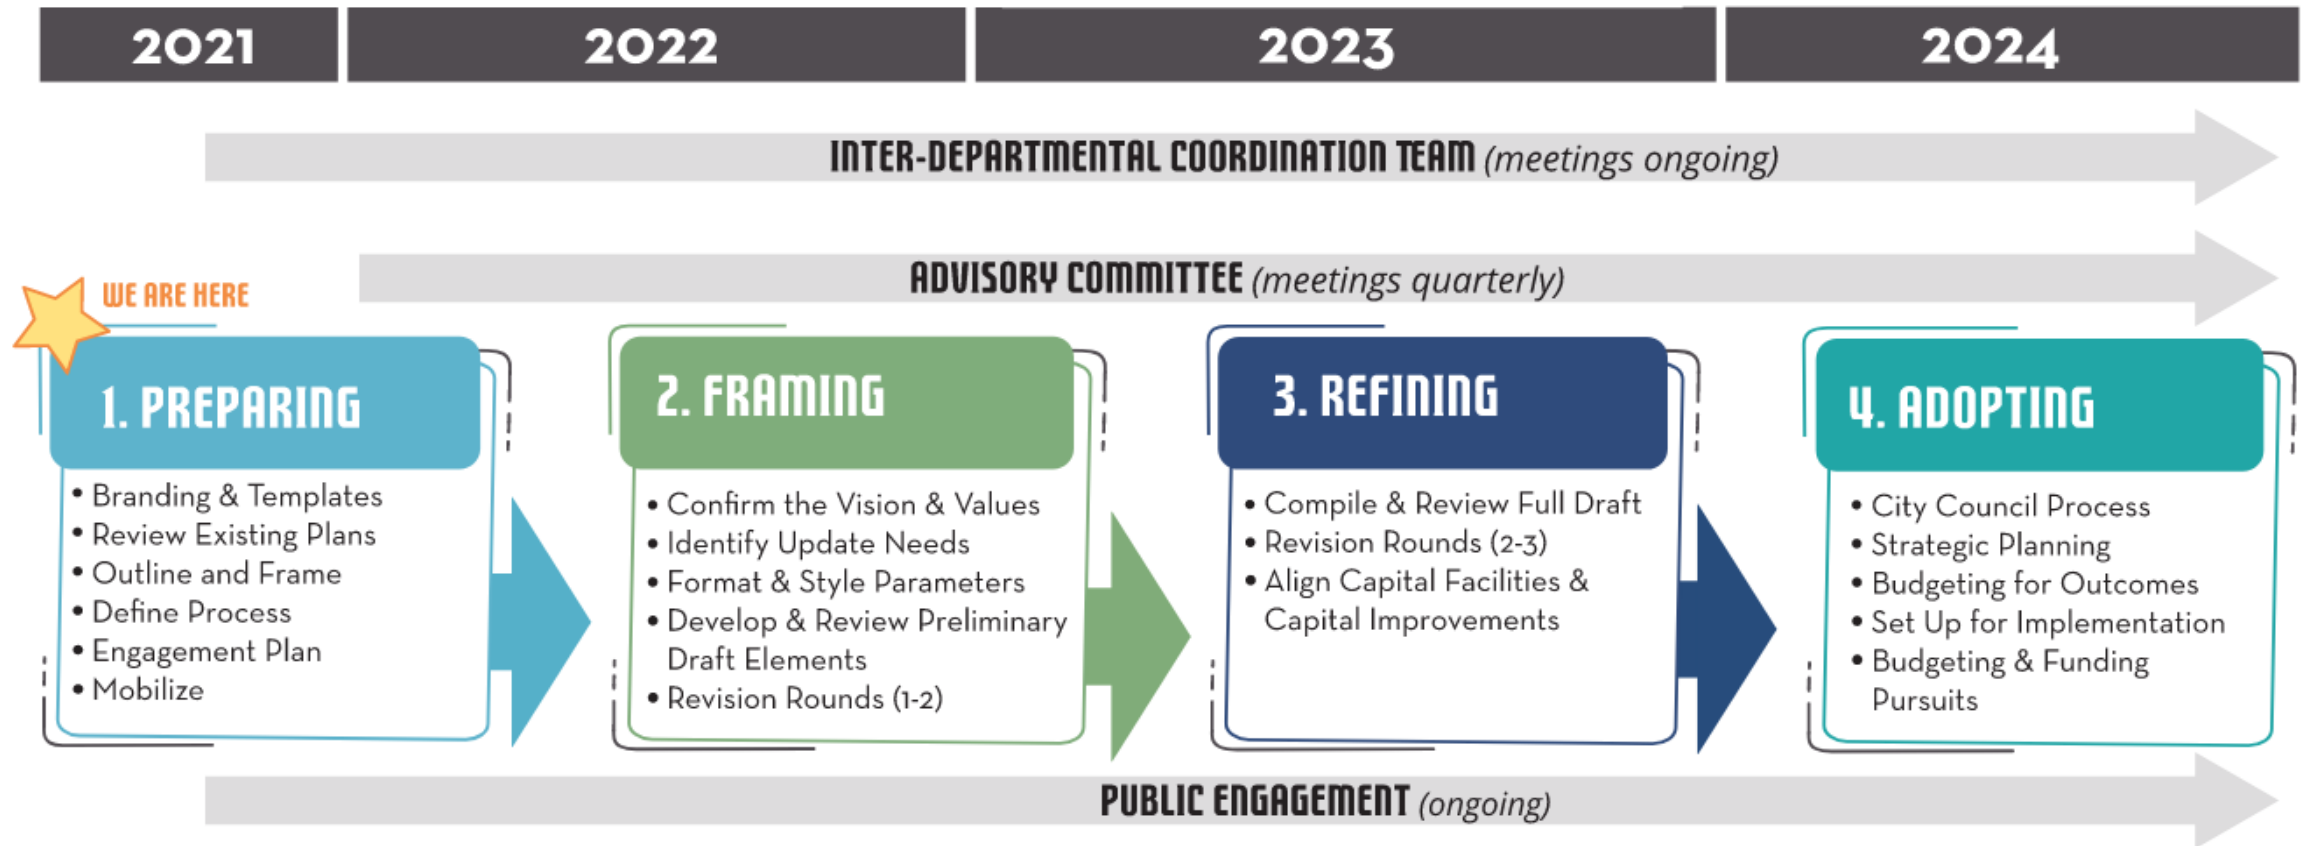 2021
2022
2023
2024
INTER-DEPARTMENTAL COORDINATION TEAM (meetings ongoing)
ADVISORY COMMITTEE (meetings quarterly)
WE ARE HERE
1. PREPARING
• Branding & Templates
• Review Existing Plans
• Outline and Frame
• Define Process
• Engagement Plan
• Mobilize
2. FRAMING
• Confirm the Vision & Values
• Identify Update Needs
• Format & Style Parameters
• Develop & Review Preliminary
Draft Elements
• Revision Rounds (1-2)
3. REFINING
• Compile & Review Full Draft
• Revision Rounds (2-3)
• Align Capital Facilities &
Capital Improvements
4. ADOPTING
• City Council Process
• Strategic Planning
• Budgeting for Outcomes
• Set Up for Implementation
• Budgeting & Funding
Pursuits
PUBLIC ENGAGEMENT (ongoing)